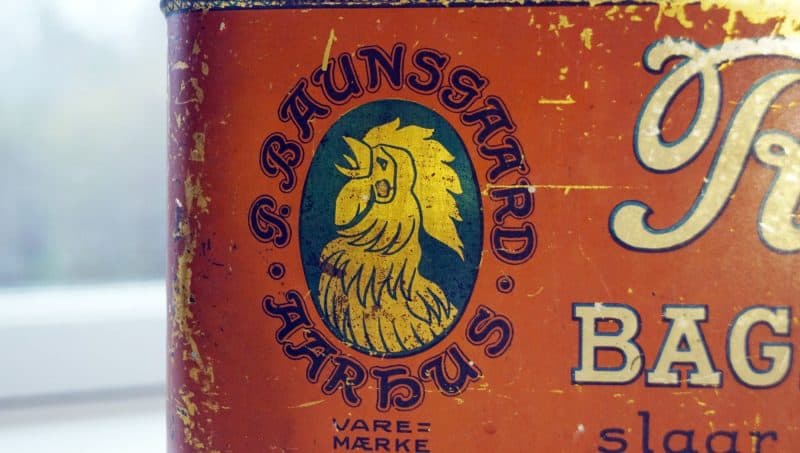 P. BAUNSGAARD
· AARHUS ·
VARE=
MÆRKE
BAG
slaar